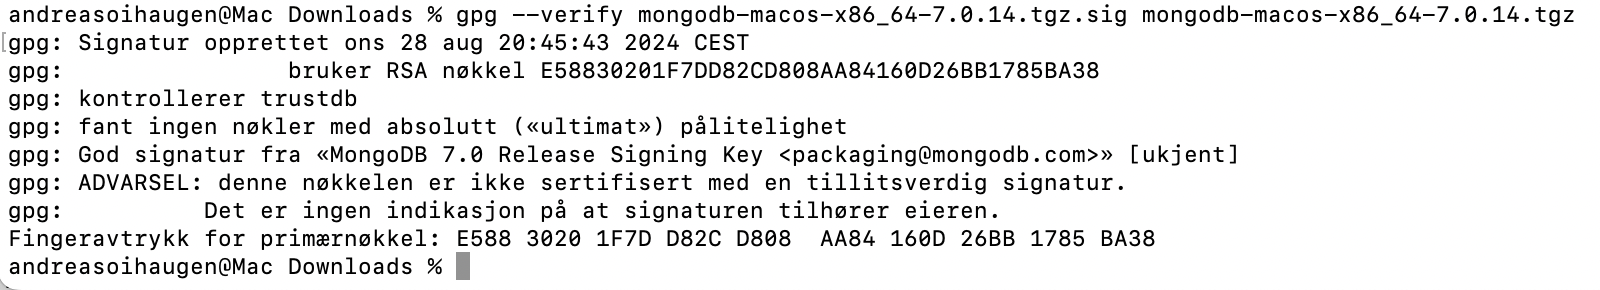 andreasoihaugen@Mac Downloads % gpg --verify mongodb-macos-x86_64-7.0.14.tgz.sig mongodb-macos-x86_64-7.0.14.tgz
[gpg: Signatur opprettet ons 28 aug 20:45:43 2024 CEST
gpg:                bruker RSA nøkkel E58830201F7DD82CD808AA84160D26BB1785BA38
gpg: kontrollerer trustdb
gpg: fant ingen nøkler med absolutt («ultimat») pålitelighet
gpg: God signatur fra «MongoDB 7.0 Release Signing Key <packaging@mongodb.com>» [ukjent]
gpg: ADVARSEL: denne nøkkelen er ikke sertifisert med en tillitsverdig signatur.
gpg:          Det er ingen indikasjon på at signaturen tilhører eieren.
Fingeravtrykk for primærnøkkel: E588 3020 1F7D D82C D808  AA84 160D 26BB 1785 BA38
andreasoihaugen@Mac Downloads %